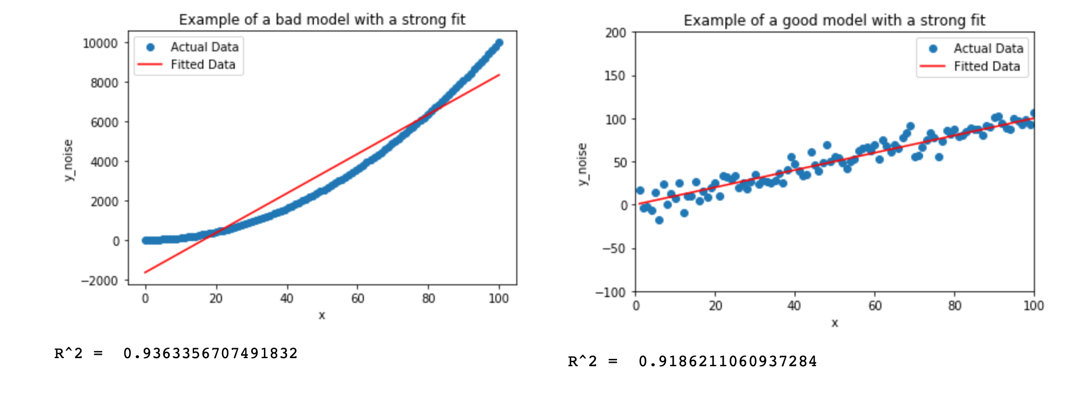 Example of a bad model with a strong fit
Actual Data
Fitted Data
10000
8000
6000
4000
2000
0
−2000
y_noise
0 20 40 60 80 100
x
R^2 = 0.9363356707491832
Example of a good model with a strong fit
Actual Data
Fitted Data
200
150
100
50
0
−50
−100
y_noise
0 20 40 60 80 100
x
R^2 = 0.9186211060937284